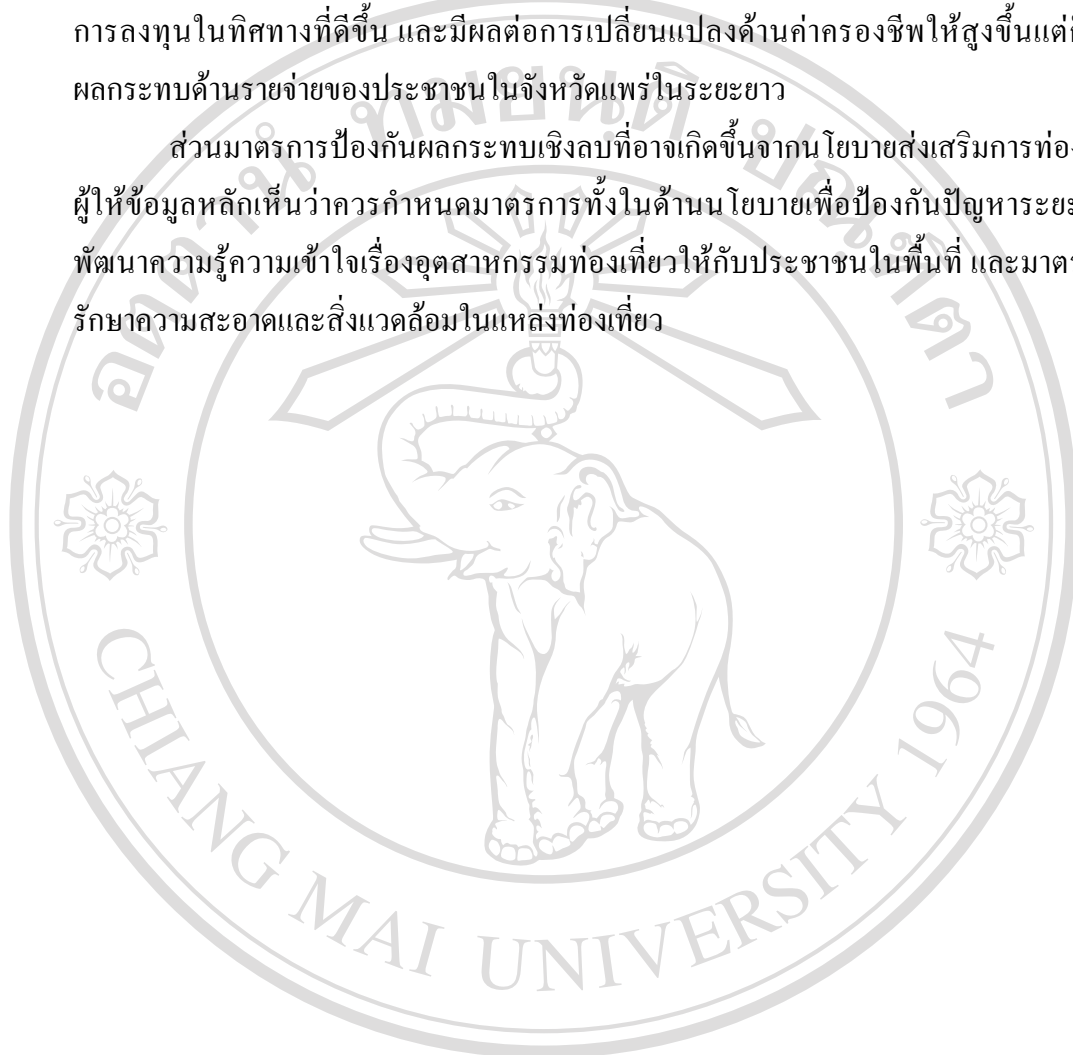 การลงทุนในทิศทางที่ดีขึ้น และมีผลต่อการเปลี่ยนแปลงด้านค่าครองชีพให้สูงขึ้นแต่
ผลกระทบด้านรายจ่ายของประชาชนในจังหวัดแพร่ในระยะยาว
ส่วนมาตรการป้องกันผลกระทบเชิงลบที่อาจเกิดขึ้นจากนโยบายส่งเสริมการท่อง
ผู้ให้ข้อมูลหลักเห็นว่าควรกำหนดมาตรการทั้งในด้านนโยบายเพื่อป้องกันปัญหาระยะ
พัฒนาความรู้ความเข้าใจเรื่องอุตสาหกรรมท่องเที่ยวให้กับประชาชนในพื้นที่ และมาตร
รักษาความสะอาดและสิ่งแวดล้อมในแหล่งท่องเที่ยว
อตฺตานํ ทมยนฺติ ปณฺฑิตา
CHIANG MAI UNIVERSITY 1964